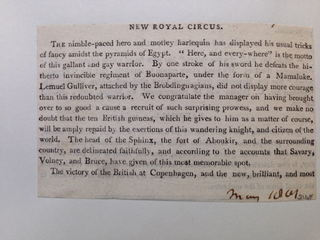 NEW ROYAL CIRCUS.
The nimble-paced hero and motley harlequin has displayed his usual tricks
of fancy amidst the pyramids of Egypt. "Here, and every-where" is the motto
of this gallant and gay warrior. By one stroke of his sword he defeats the hi-
therto invincible regiment of Buonaparte, under the form of a Mamaluke.
Lemuel Gulliver, attacked by the Brobdingnagians, did not display more courage
than this redoubted warrior. We congratulate the manager on having brought
over to so good a cause a recruit of such surprising prowess, and we make no
doubt that the ten British guineas, which he gives to him as a matter of course,
will be amply repaid by the exertions of this wandering knight, and citizen of the
world. The head of the Sphinx, the fort of Aboukir, and the surrounding
country, are delineated faithfully, and according to the accounts that Savary,
Volney, and Bruce, have given of this most memorable spot.
The victory of the British at Copenhagen, and the new, brilliant, and most